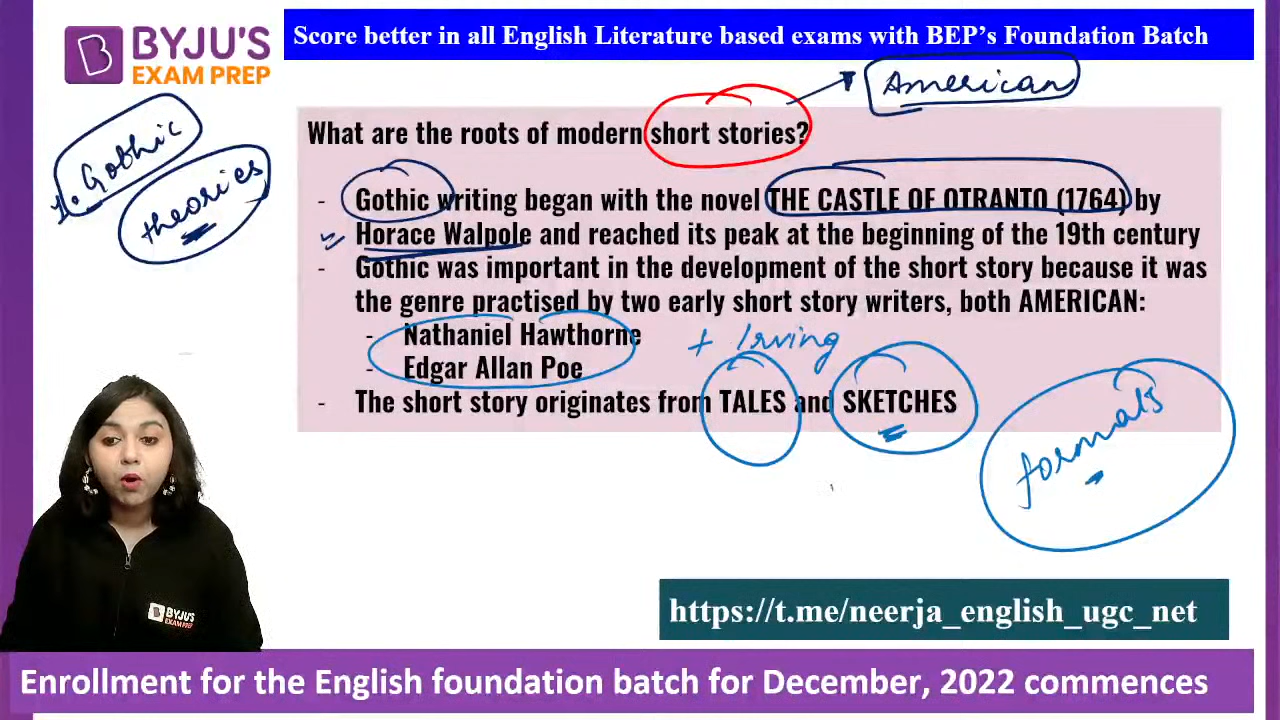 BYJU'S
EXAM PREP
Score better in all English Literature based exams with BEP's Foundation Batch
American
1. Gothic
theories
What are the roots of modern short stories?
- Gothic writing began with the novel THE CASTLE OF OTRANTO (1764) by
Horace Walpole and reached its peak at the beginning of the 19th century
- Gothic was important in the development of the short story because it was
the genre practised by two early short story writers, both AMERICAN:
- Nathaniel Hawthorne
+ Irving
- Edgar Allan Poe
- The short story originates from TALES and SKETCHES
formats
BYJU'S
EXAM PREP
https://t.me/neerja_english_ugc_net
Enrollment for the English foundation batch for December, 2022 commences